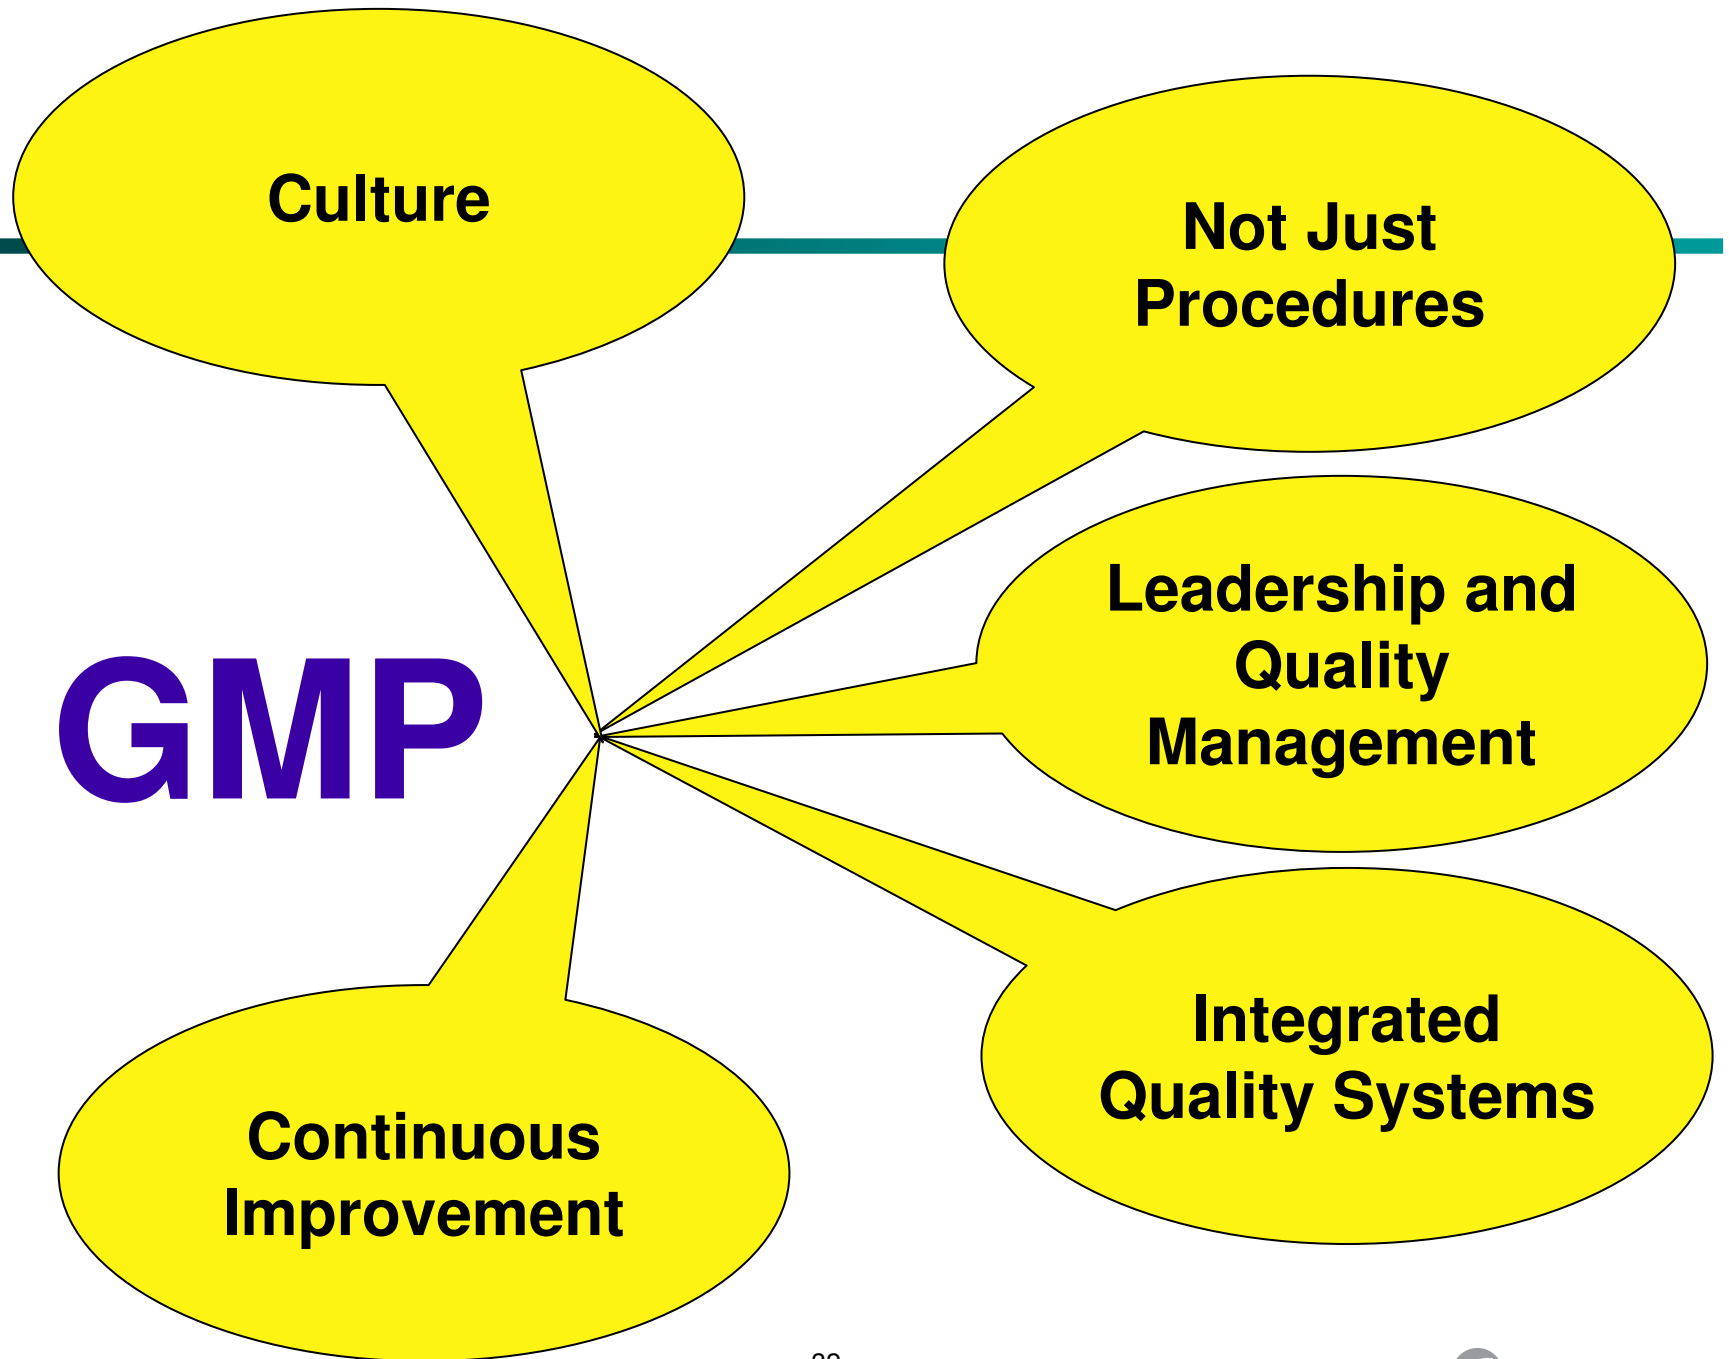 Culture
Not Just
Procedures
Leadership and
Quality
Management
GMP
Integrated
Quality Systems
Continuous
Improvement